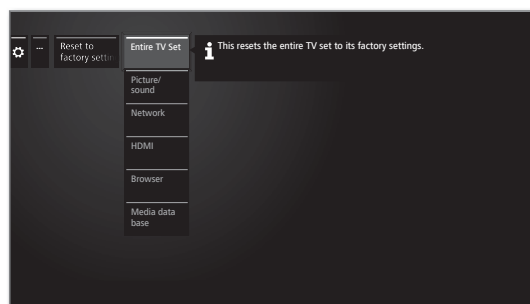 ...
Reset to
factory settin
Entire TV Set
This resets the entire TV set to its factory settings.
Picture/
sound
Network
HDMI
Browser
Media data
base